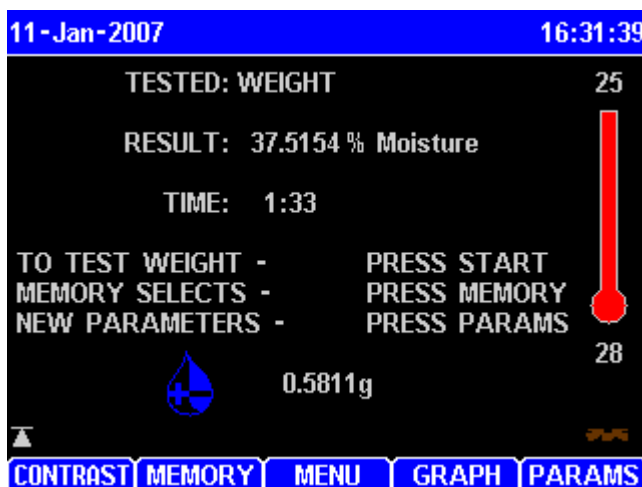 11-Jan-2007 16:31:39
TESTED: WEIGHT 25
RESULT: 37.5154 % Moisture
TIME: 1:33
TO TEST WEIGHT - PRESS START
MEMORY SELECTS - PRESS MEMORY
NEW PARAMETERS - PRESS PARAMS
28
0.5811g
CONTRAST MEMORY MENU GRAPH PARAMS